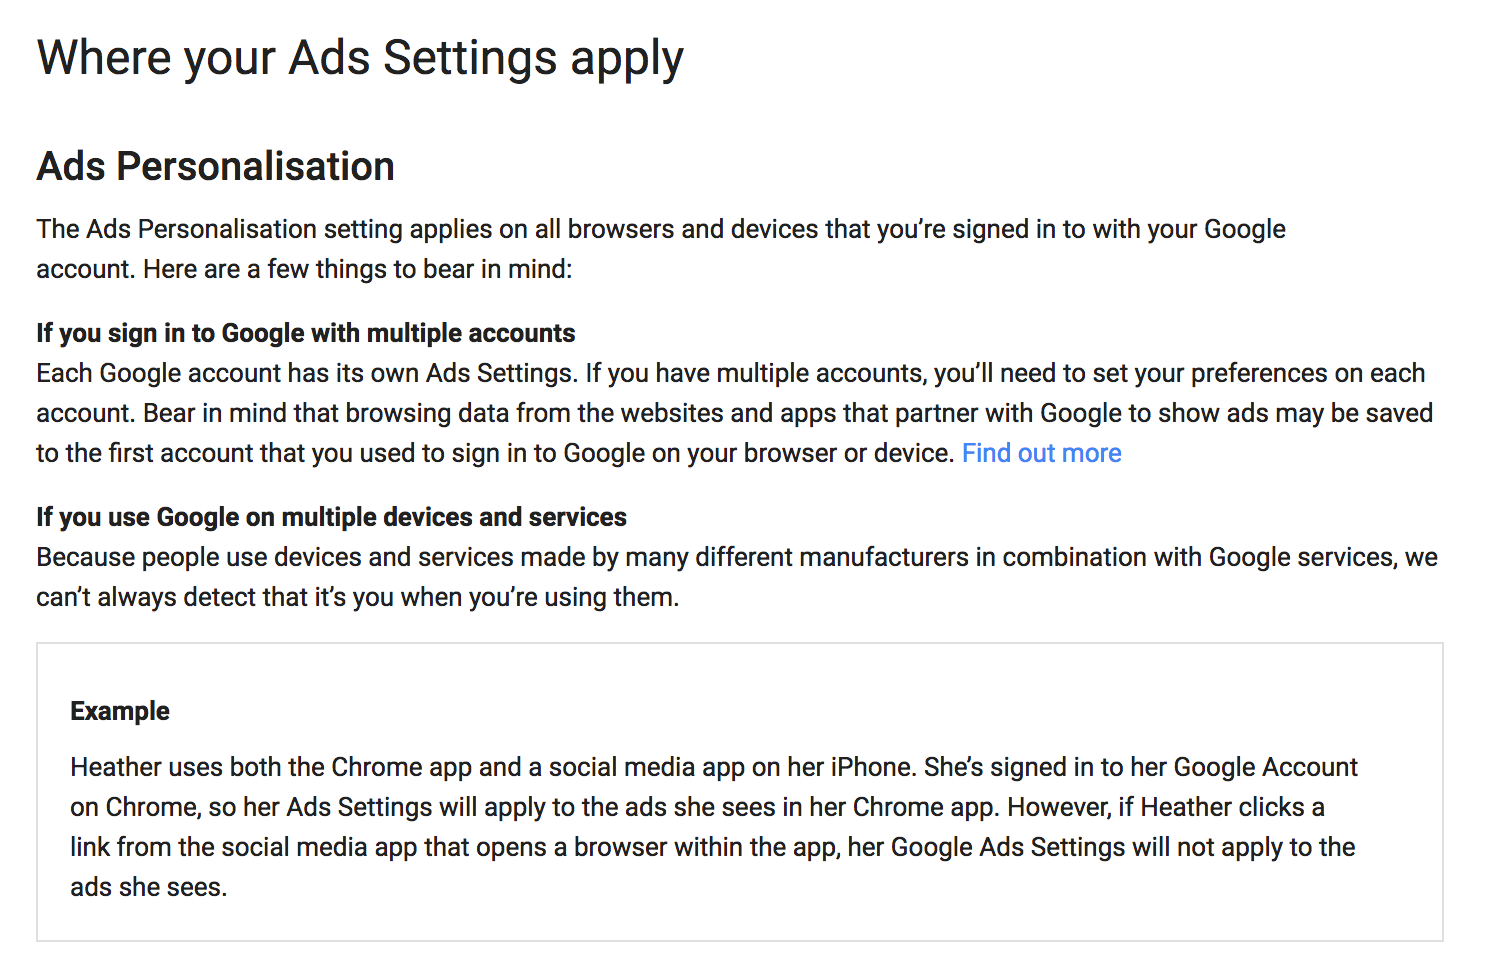 Where your Ads Settings apply
Ads Personalisation
The Ads Personalisation setting applies on all browsers and devices that you’re signed in to with your Google
account. Here are a few things to bear in mind:
If you sign in to Google with multiple accounts
Each Google account has its own Ads Settings. If you have multiple accounts, you’ll need to set your preferences on each
account. Bear in mind that browsing data from the websites and apps that partner with Google to show ads may be saved
to the first account that you used to sign in to Google on your browser or device. Find out more
If you use Google on multiple devices and services
Because people use devices and services made by many different manufacturers in combination with Google services, we
can’t always detect that it’s you when you’re using them.
Example
Heather uses both the Chrome app and a social media app on her iPhone. She’s signed in to her Google Account
on Chrome, so her Ads Settings will apply to the ads she sees in her Chrome app. However, if Heather clicks a
link from the social media app that opens a browser within the app, her Google Ads Settings will not apply to the
ads she sees.